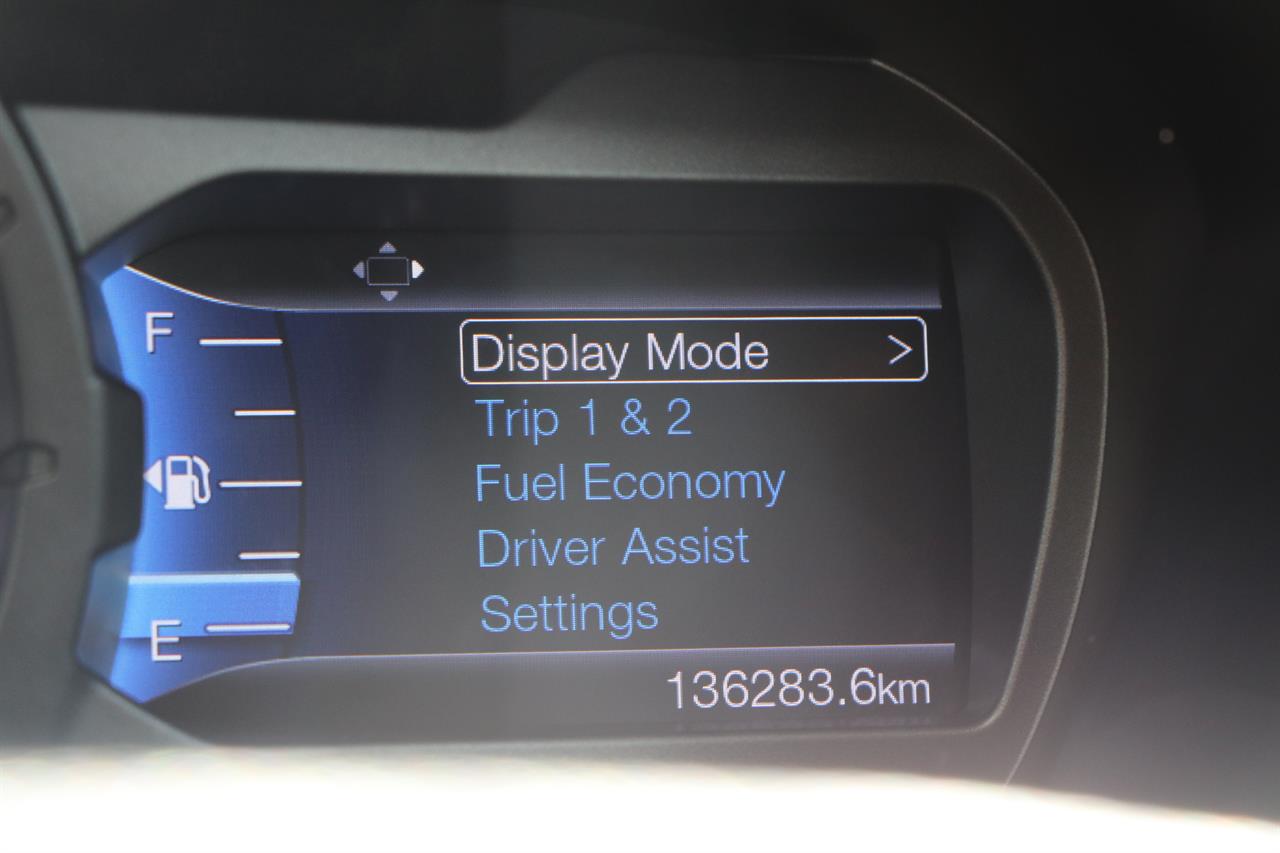 F
Display Mode >
Trip 1 & 2
Fuel Economy
Driver Assist
E
Settings
136283.6km